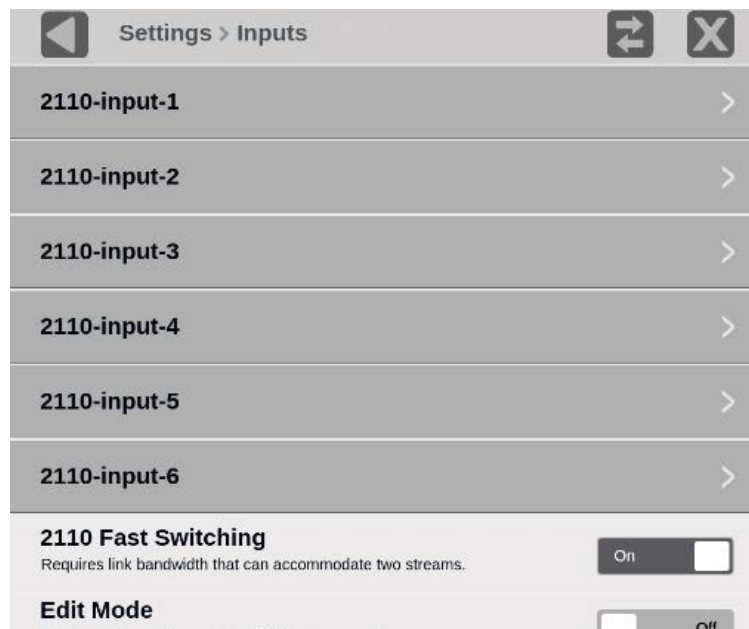 Settings > Inputs
2110-input-1
2110-input-2
2110-input-3
2110-input-4
2110-input-5
2110-input-6
2110 Fast Switching
Requires link bandwidth that can accommodate two streams.
On
Edit Mode
Off